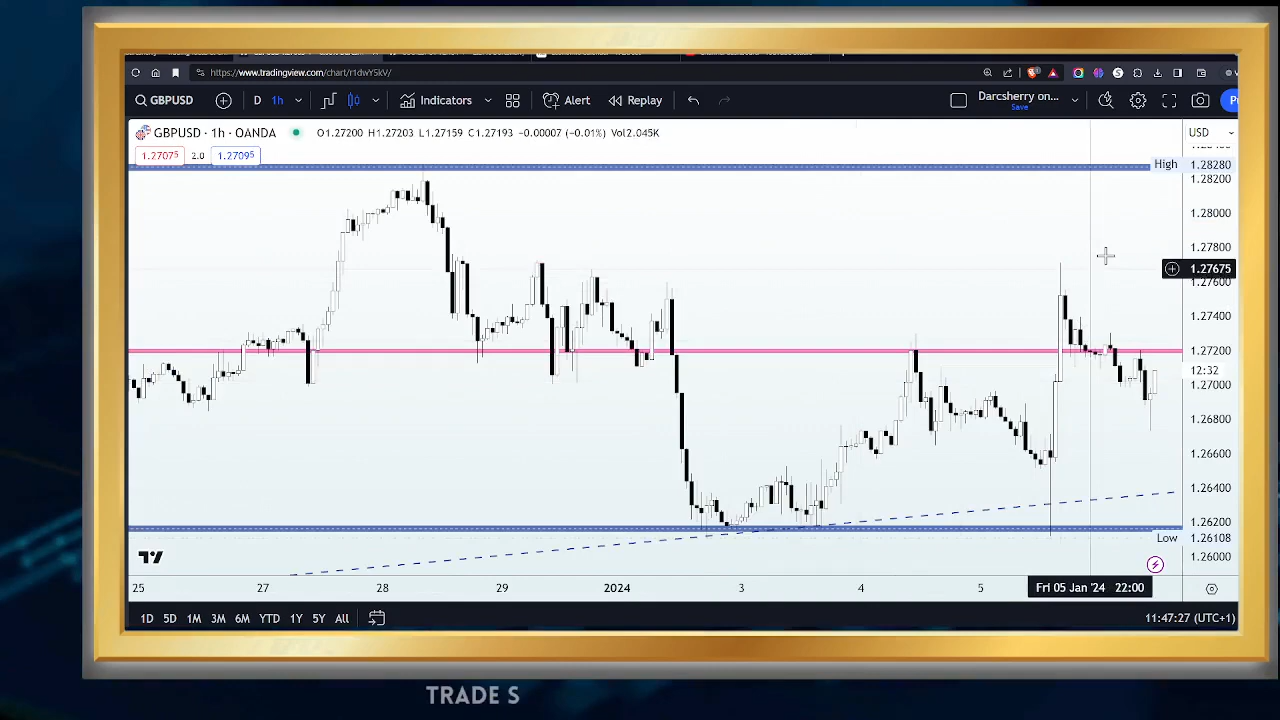 https://www.tradingview.com/chart/r1dwY5kV/
GBPUSD D 1h Indicators Alert Replay Darcsherry on...
Save
GBPUSD · 1h · OANDA O1.27200 H1.27203 L1.27159 C1.27193 −0.00007 (−0.01%) Vol2.045K USD
1.27075 2.0 1.27095
High 1.28280
1.28200
1.28000
1.27800
1.27675
1.27600
1.27400
1.27200
12:32
1.27000
1.26800
1.26600
1.26400
1.26200
Low 1.26108
1.26000
25 27 28 29 2024 3 4 5 Fri 05 Jan '24 22:00
1D 5D 1M 3M 6M YTD 1Y 5Y All 11:47:27 (UTC+1)
TRADE S